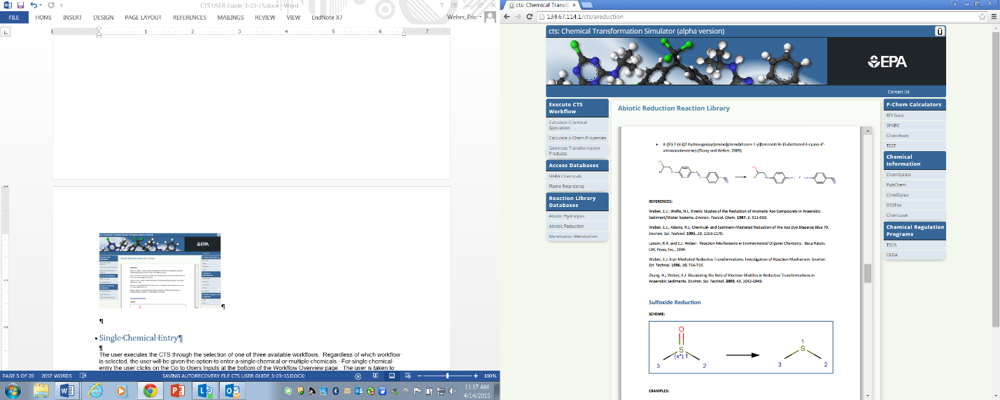 CTS USER Guide 3-23-15.docx - Word
FILE HOME INSERT DESIGN PAGE LAYOUT REFERENCES MAILINGS REVIEW VIEW EndNote X7 Weber, Eric
EPA
Abiotic Reduction Reaction Library
¶
¶
Single·Chemical·Entry¶
¶
The user executes the CTS through the selection of one of three available workflows. Regardless of which workflow
is selected, the user will be given the option to enter a single chemical or multiple chemicals. For single chemical
entry the user clicks on the Go to Users Inputs at the bottom of the Workflow Overview page. The user is taken to
PAGE 5 OF 20 2057 WORDS SAVING AUTORECOVERY FILE CTS USER GUIDE 3-23-15.DOCX: 100%
11:17 AM
4/14/2015
cts: Chemical Transfo
134.67.114.1/cts/areduction
cts: Chemical Transformation Simulator (alpha version)
ü
EPA
Contact Us
Execute CTS
Workflow
Calculate Chemical
Speciation
Calculate p-Chem Properties
Generate Transformation
Products
Access Databases
FIFRA Chemicals
Flame Retardants
Reaction Library
Databases
Abiotic Hydrolysis
Abiotic Reduction
Mammalian Metabolism
Abiotic Reduction Reaction Library
4-[(E)-2-{4-[(2-hydroxypropyl)amino]phenyl}diazen-1-yl]benzonitrile (Substituted 4-cyano-4'-
aminoazobenzene) (Zhang and Weber, 2009)
REFERENCES:
Weber, E.J.; Wolfe, N.L. Kinetic Studies of the Reduction of Aromatic Azo Compounds in Anaerobic
Sediment/Water Systems. Environ. Toxicol. Chem. 1987, 6, 911-919.
Weber, E.J.; Adams, R.L. Chemical- and Sediment-Mediated Reduction of the Azo Dye Disperse Blue 79.
Environ. Sci. Technol. 1995, 29, 1163-1170.
Larson, R.A. and E.J. Weber. Reaction Mechanisms in Environmental Organic Chemistry. Boca Raton:
CRC Press, Inc., 1994.
Weber, E.J. Iron-Mediated Reductive Transformations: Investigation of Reaction Mechanism. Environ.
Sci. Technol. 1996, 30, 716-719.
Zhang, H.; Weber, E.J. Elucidating the Role of Electron Shuttles in Reductive Transformations in
Anaerobic Sediments. Environ. Sci. Technol. 2009, 43, 1042-1048.
Sulfoxide Reduction
SCHEME:
O
S
(s*);1
3 2
1
S
3 2
EXAMPLES:
P-Chem Calculators
EPI Suite
SPARC
ChemAxon
TEST
Chemical
Information
ChemSpider
PubChem
ChmIDplus
DSSTox
ChemLook
Chemical Regulation
Programs
TSCA
FIFRA